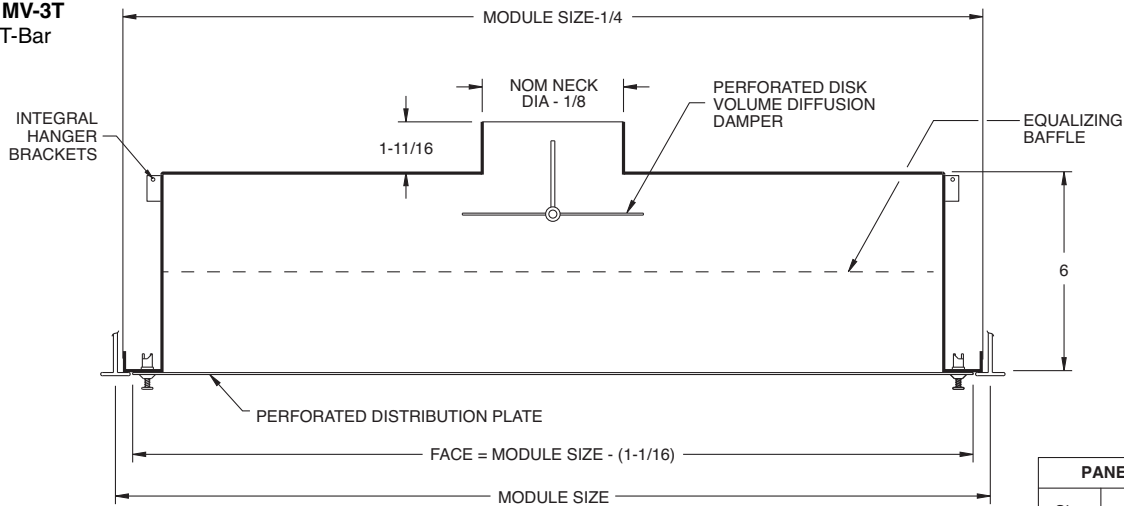 MV-3T
T-Bar
MODULE SIZE-1/4
NOM NECK
DIA - 1/8
PERFORATED DISK
VOLUME DIFFUSION
DAMPER
INTEGRAL
HANGER
BRACKETS
1-11/16
EQUALIZING
BAFFLE
6
PERFORATED DISTRIBUTION PLATE
FACE = MODULE SIZE - (1-1/16)
MODULE SIZE
PANE